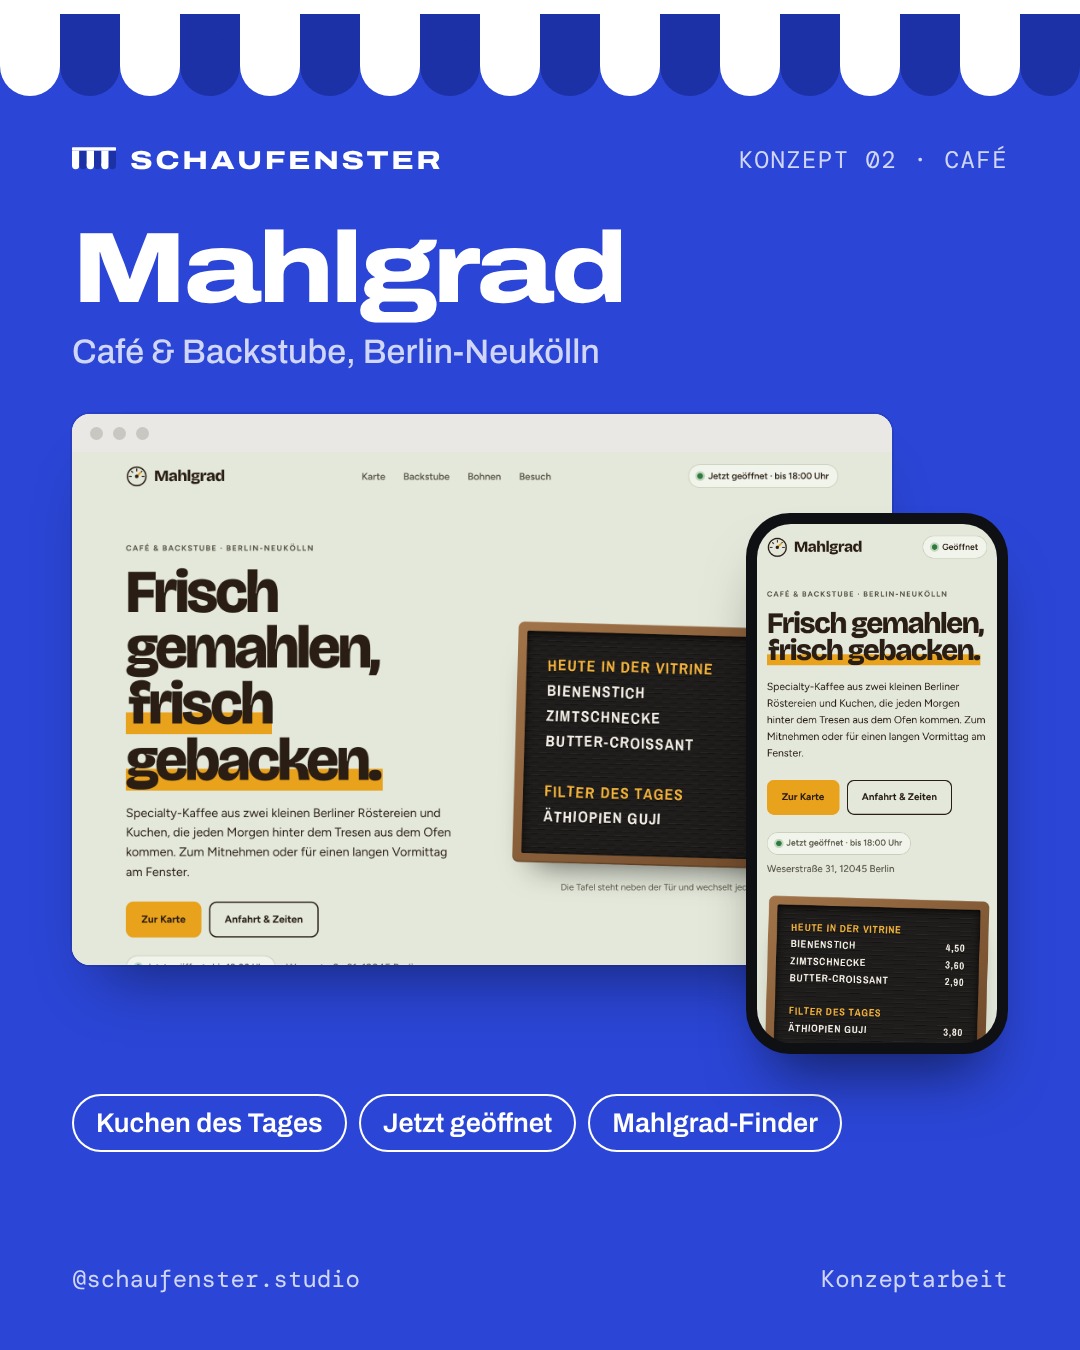 SCHAUFENSTER
KONZEPT 02 · CAFÉ
Mahlgrad
Café & Backstube, Berlin-Neukölln
Mahlgrad
Karte Backstube Bohnen Besuch
Jetzt geöffnet · bis 18:00 Uhr
CAFÉ & BACKSTUBE · BERLIN-NEUKÖLLN
Frisch
gemahlen,
frisch
gebacken.
Specialty-Kaffee aus zwei kleinen Berliner Röstereien und
Kuchen, die jeden Morgen hinter dem Tresen aus dem Ofen
kommen. Zum Mitnehmen oder für einen langen Vormittag
am Fenster.
Zur Karte
Anfahrt & Zeiten
HEUTE IN DER VITRINE
BIENENSTICH
ZIMTSCHNECKE
BUTTER-CROISSANT
FILTER DES TAGES
ÄTHIOPIEN GUJI
Die Tafel steht neben der Tür und wechselt
Mahlgrad
Geöffnet
CAFÉ & BACKSTUBE · BERLIN-NEUKÖLLN
Frisch gemahlen,
frisch gebacken.
Specialty-Kaffee aus zwei kleinen Berliner
Röstereien und Kuchen, die jeden Morgen
hinter dem Tresen aus dem Ofen kommen. Zum
Mitnehmen oder für einen langen Vormittag am
Fenster.
Zur Karte
Anfahrt & Zeiten
Jetzt geöffnet · bis 18:00 Uhr
Weserstraße 31, 12045 Berlin
HEUTE IN DER VITRINE
BIENENSTICH 4,50
ZIMTSCHNECKE 3,60
BUTTER-CROISSANT 2,90
FILTER DES TAGES
ÄTHIOPIEN GUJI 3,80
Kuchen des Tages
Jetzt geöffnet
Mahlgrad-Finder
@schaufenster.studio
Konzeptarbeit